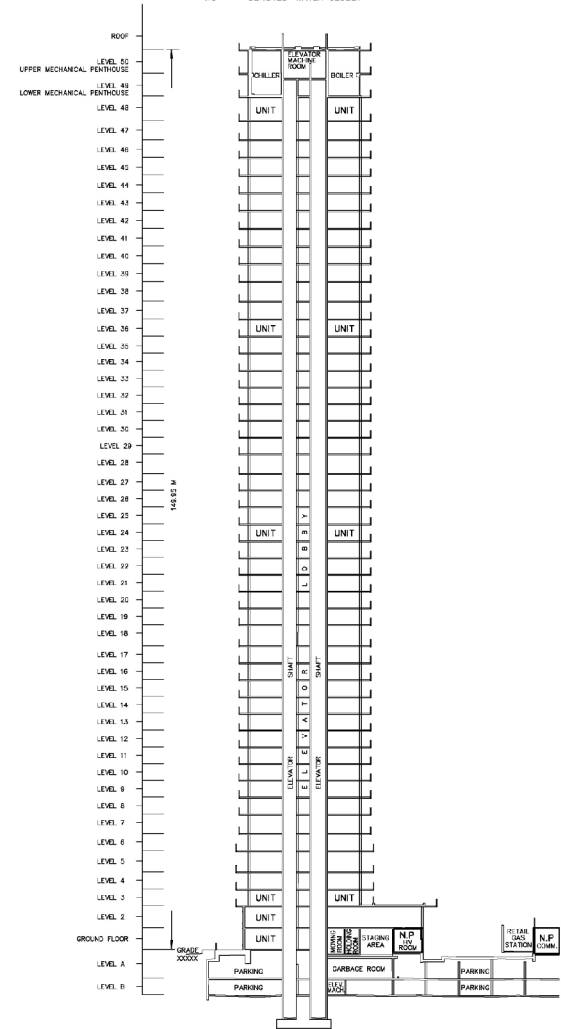 ROOF
LEVEL 50
UPPER MECHANICAL PENTHOUSE
LEVEL 49
LOWER MECHANICAL PENTHOUSE
LEVEL 48
LEVEL 47
LEVEL 46
LEVEL 45
LEVEL 44
LEVEL 43
LEVEL 42
LEVEL 41
LEVEL 40
LEVEL 39
LEVEL 38
LEVEL 37
LEVEL 36
LEVEL 35
LEVEL 34
LEVEL 33
LEVEL 32
LEVEL 31
LEVEL 30
LEVEL 29
LEVEL 28
LEVEL 27
LEVEL 26
LEVEL 25
LEVEL 24
LEVEL 23
LEVEL 22
LEVEL 21
LEVEL 20
LEVEL 19
LEVEL 18
LEVEL 17
LEVEL 16
LEVEL 15
LEVEL 14
LEVEL 13
LEVEL 12
LEVEL 11
LEVEL 10
LEVEL 9
LEVEL 8
LEVEL 7
LEVEL 6
LEVEL 5
LEVEL 4
LEVEL 3
LEVEL 2
GROUND FLOOR
LEVEL A
LEVEL B
149.95 M
GRADE
XXXXX
ELEVATOR
MACHINE
ROOM
CHILLER
BOILER
UNIT
UNIT
UNIT
UNIT
UNIT
UNIT
ELEVATOR SHAFT
ELEVATOR LOBBY
ELEVATOR SHAFT
UNIT
UNIT
UNIT
UNIT
MOVING
ROOM
HOLDING
ROOM
STAGING
AREA
N.P
HV
ROOM
RETAIL
GAS
STATION
N.P
COMM.
PARKING
GARBAGE ROOM
PARKING
PARKING
ELEV.
MACH.
PARKING